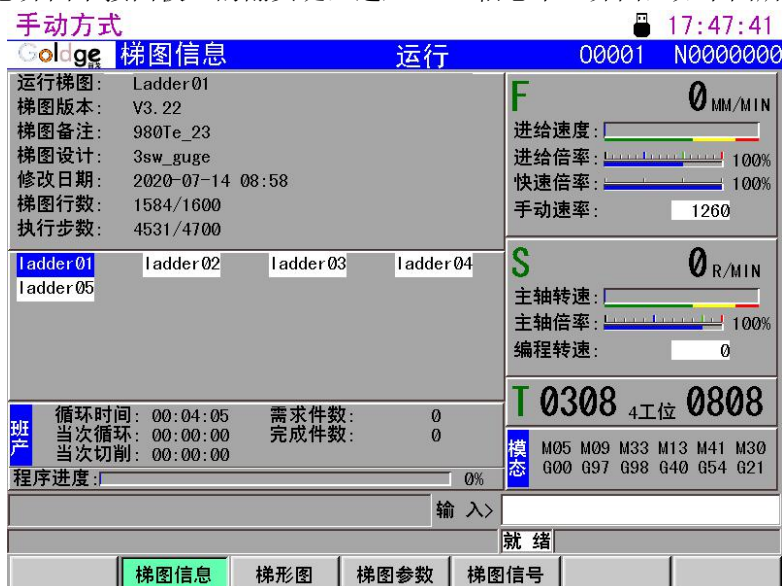 手动方式 17:47:41
Goldge 梯图信息 运行 O0001 N0000000
运行梯图: Ladder01
梯图版本: V3.22
梯图备注: 980Te_23
梯图设计: 3sw_guge
修改日期: 2020-07-14 08:58
梯图行数: 1584/1600
执行步数: 4531/4700
ladder01 ladder02 ladder03 ladder04
ladder05
班产
循环时间: 00:04:05 需求件数: 0
当次循环: 00:00:00 完成件数: 0
当次切削: 00:00:00
程序进度: 0%
F 0 MM/MIN
进给速度:
进给倍率: 100%
快速倍率: 100%
手动速率: 1260
S 0 R/MIN
主轴转速:
主轴倍率: 100%
编程转速: 0
T 0308 4工位 0808
模态
M05 M09 M33 M13 M41 M30
G00 G97 G98 G40 G54 G21
输 入>
就 绪
梯图信息 梯形图 梯图参数 梯图信号